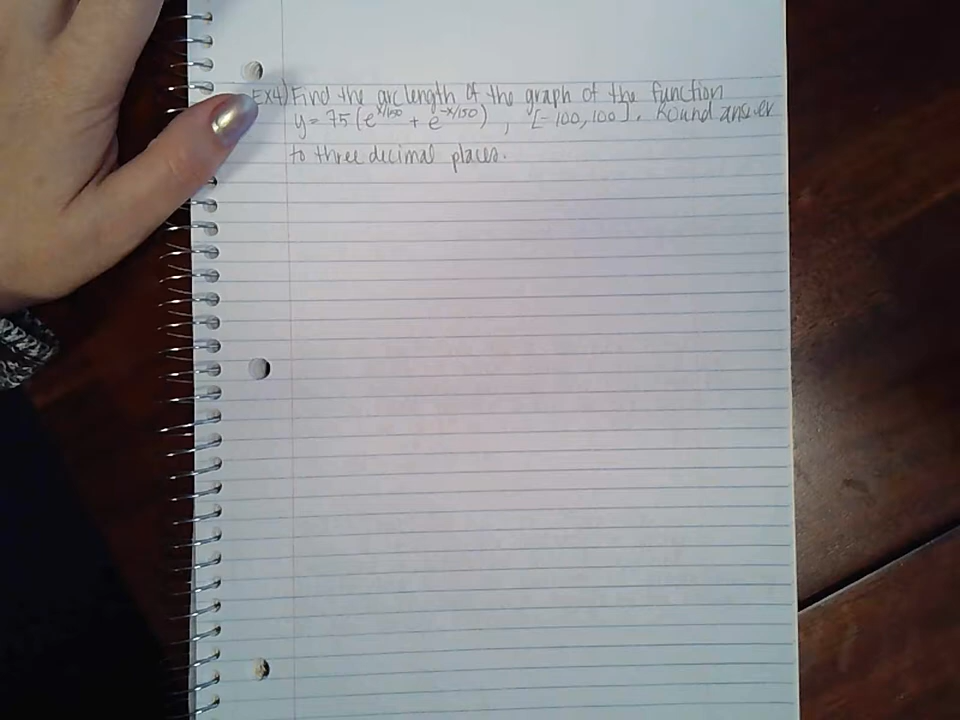 EX4) Find the arc length of the graph of the function
y = 75 (e^x/150 + e^-x/150) , [-100, 100]. Round answer
to three decimal places.